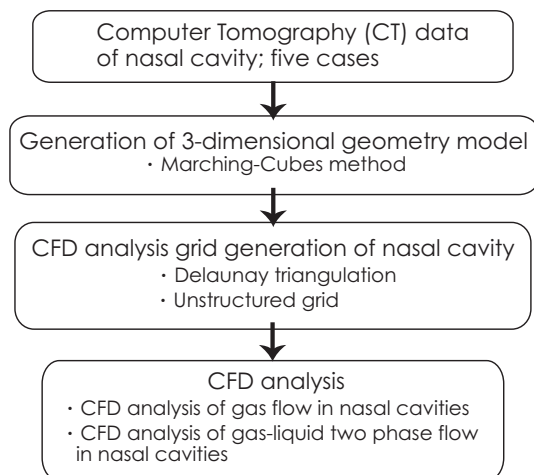 Computer Tomography (CT) data
of nasal cavity; five cases
Generation of 3-dimensional geometry model
・Marching-Cubes method
CFD analysis grid generation of nasal cavity
・Delaunay triangulation
・Unstructured grid
CFD analysis
・CFD analysis of gas flow in nasal cavities
・CFD analysis of gas-liquid two phase flow
in nasal cavities